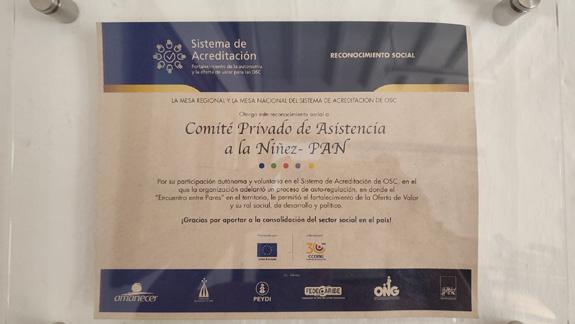 Sistema de
Acreditación
Fortalecimiento de la autonomía
y la oferta de valor para las OSC
RECONOCIMIENTO SOCIAL
LA MESA REGIONAL Y LA MESA NACIONAL DEL SISTEMA DE ACREDITACIÓN DE OSC
Otorga este reconocimiento social a
Comité Privado de Asistencia
a la Niñez- PAN
Por su participación autónoma y voluntaria en el Sistema de Acreditación de OSC, en el
que la organización adelantó un proceso de auto-regulación, en donde el
"Encuentro entre Pares" en el territorio, le permitió el fortalecimiento de la Oferta de Valor
y su rol social, de desarrollo y político.
¡Gracias por aportar a la consolidación del sector social en el país!
CCONG
amanecer
PEYDI
FEDECARIBE
ONG